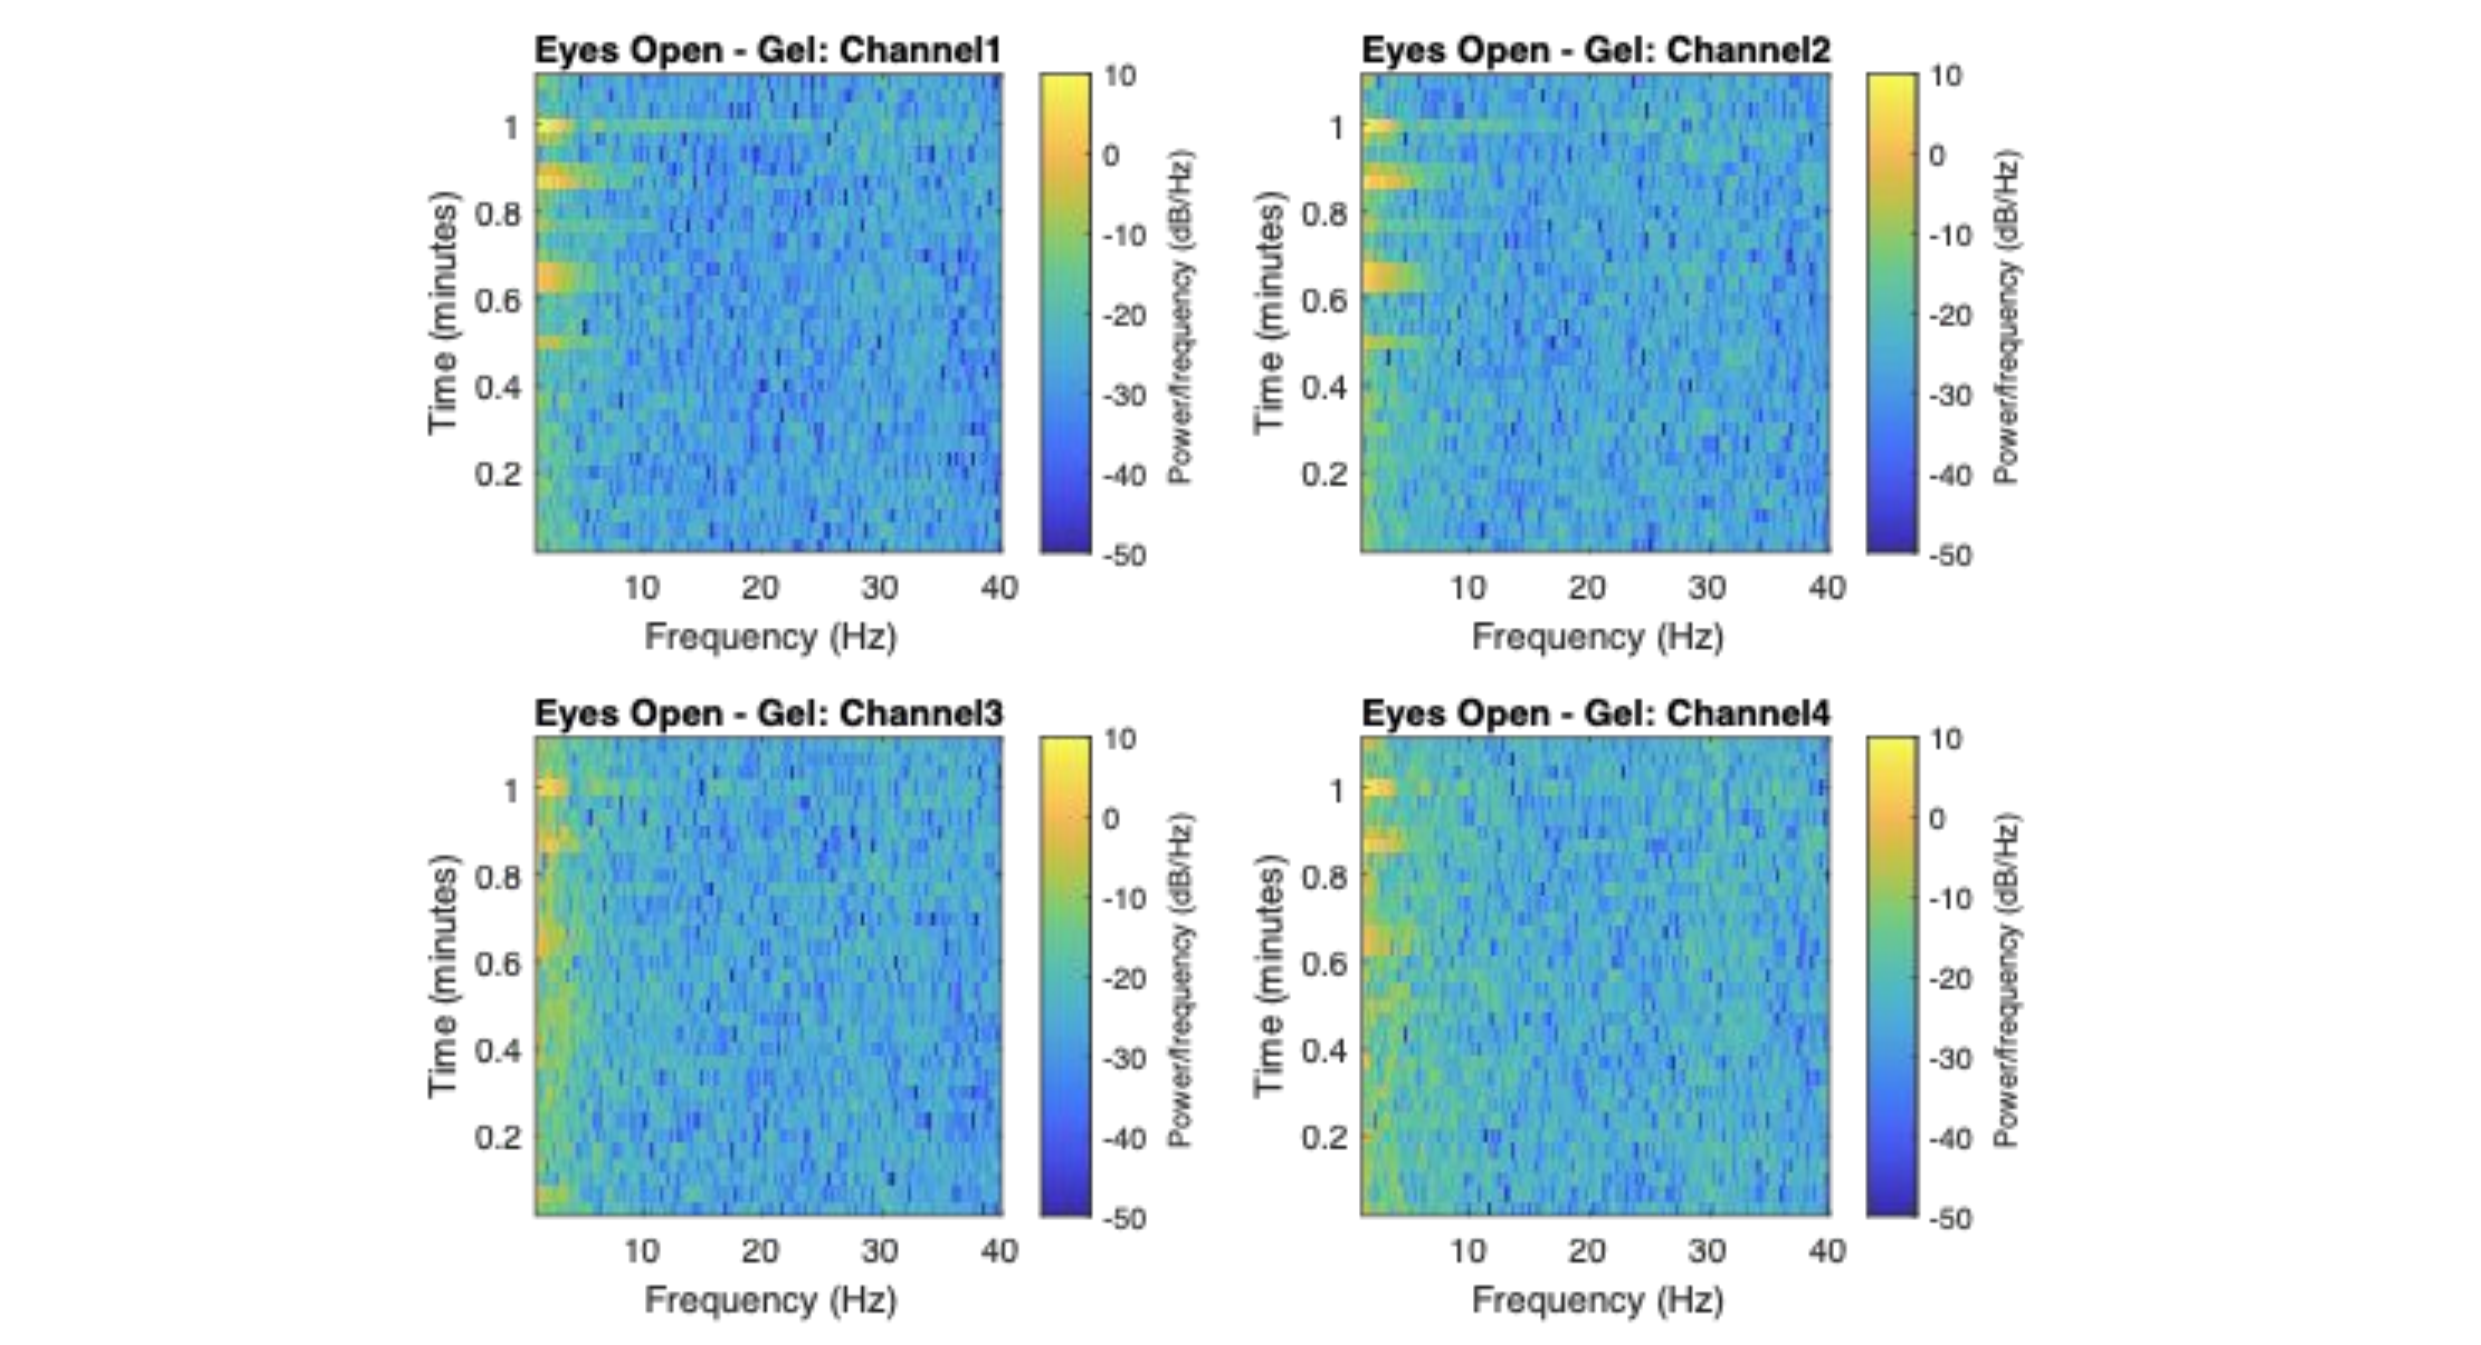 Eyes Open - Gel: Channel1
10
0
-10
-20
-30
-40
-50
Power/frequency (dB/Hz)
1
0.8
0.6
0.4
0.2
Time (minutes)
10 20 30 40
Frequency (Hz)
Eyes Open - Gel: Channel2
10
0
-10
-20
-30
-40
-50
Power/frequency (dB/Hz)
1
0.8
0.6
0.4
0.2
Time (minutes)
10 20 30 40
Frequency (Hz)
Eyes Open - Gel: Channel3
10
0
-10
-20
-30
-40
-50
Power/frequency (dB/Hz)
1
0.8
0.6
0.4
0.2
Time (minutes)
10 20 30 40
Frequency (Hz)
Eyes Open - Gel: Channel4
10
0
-10
-20
-30
-40
-50
Power/frequency (dB/Hz)
1
0.8
0.6
0.4
0.2
Time (minutes)
10 20 30 40
Frequency (Hz)